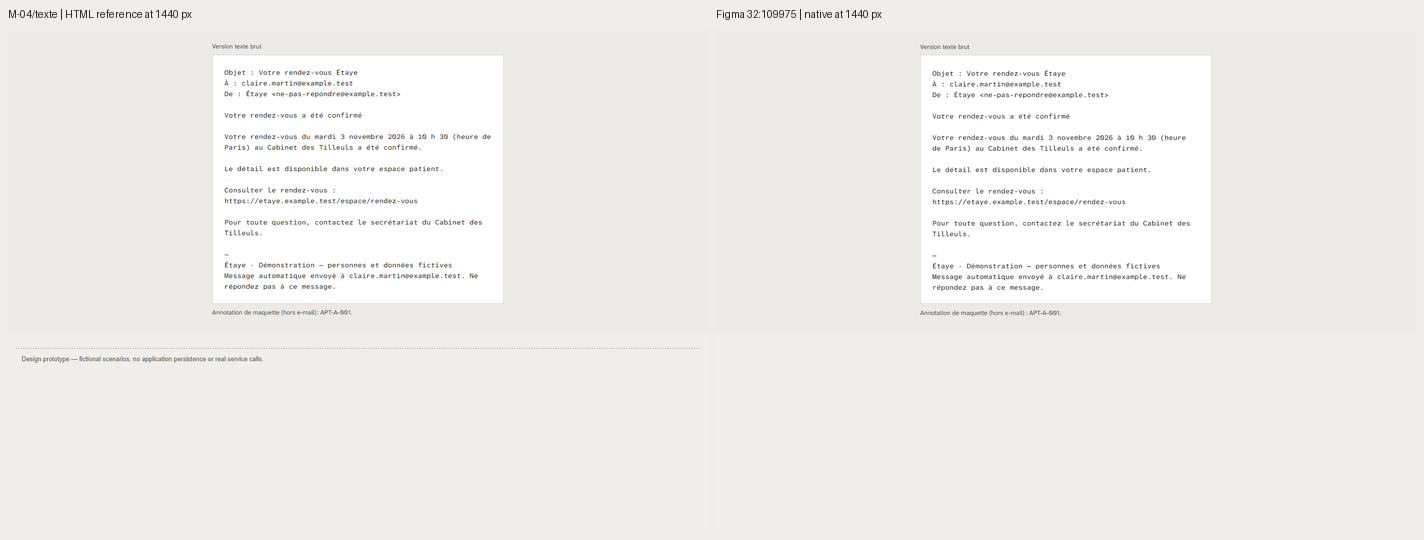 M-04/texte | HTML reference at 1440 px
Version texte brut
Objet : Votre rendez-vous Étaye
À : claire.martin@example.test
De : Étaye <ne-pas-repondre@example.test>
Votre rendez-vous a été confirmé
Votre rendez-vous du mardi 3 novembre 2026 à 10 h 30 (heure de
Paris) au Cabinet des Tilleuls a été confirmé.
Le détail est disponible dans votre espace patient.
Consulter le rendez-vous :
https://etaye.example.test/espace/rendez-vous
Pour toute question, contactez le secrétariat du Cabinet des
Tilleuls.
—
Étaye · Démonstration — personnes et données fictives
Message automatique envoyé à claire.martin@example.test. Ne
répondez pas à ce message.
Annotation de maquette (hors e-mail) : APT-A-001.
Design prototype — fictional scenarios, no application persistence or real service calls.
Figma 32:109975 | native at 1440 px
Version texte brut
Objet : Votre rendez-vous Étaye
À : claire.martin@example.test
De : Étaye <ne-pas-repondre@example.test>
Votre rendez-vous a été confirmé
Votre rendez-vous du mardi 3 novembre 2026 à 10 h 30 (heure
de Paris) au Cabinet des Tilleuls a été confirmé.
Le détail est disponible dans votre espace patient.
Consulter le rendez-vous :
https://etaye.example.test/espace/rendez-vous
Pour toute question, contactez le secrétariat du Cabinet des
Tilleuls.
—
Étaye · Démonstration — personnes et données fictives
Message automatique envoyé à claire.martin@example.test. Ne
répondez pas à ce message.
Annotation de maquette (hors e-mail) : APT-A-001.